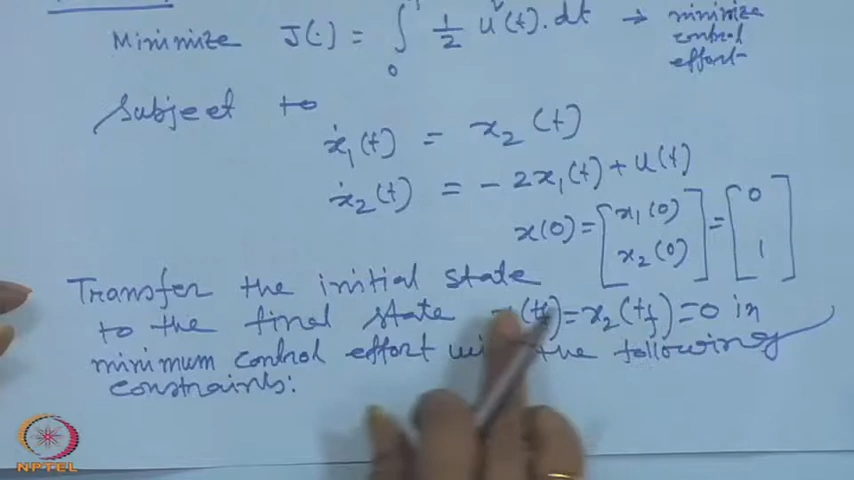 Minimize J(.) = ∫₀ 1/2 u²(t).dt → minimize
control
effort
Subject to
ẋ₁(t) = x₂(t)
ẋ₂(t) = -2x₁(t)+u(t)
x(0) = [x₁(0) x₂(0)] = [0 1]
Transfer the initial state
to the final state (tf)=x₂(tf)=0 in
minimum control effort the following
constraints:
NPTEL